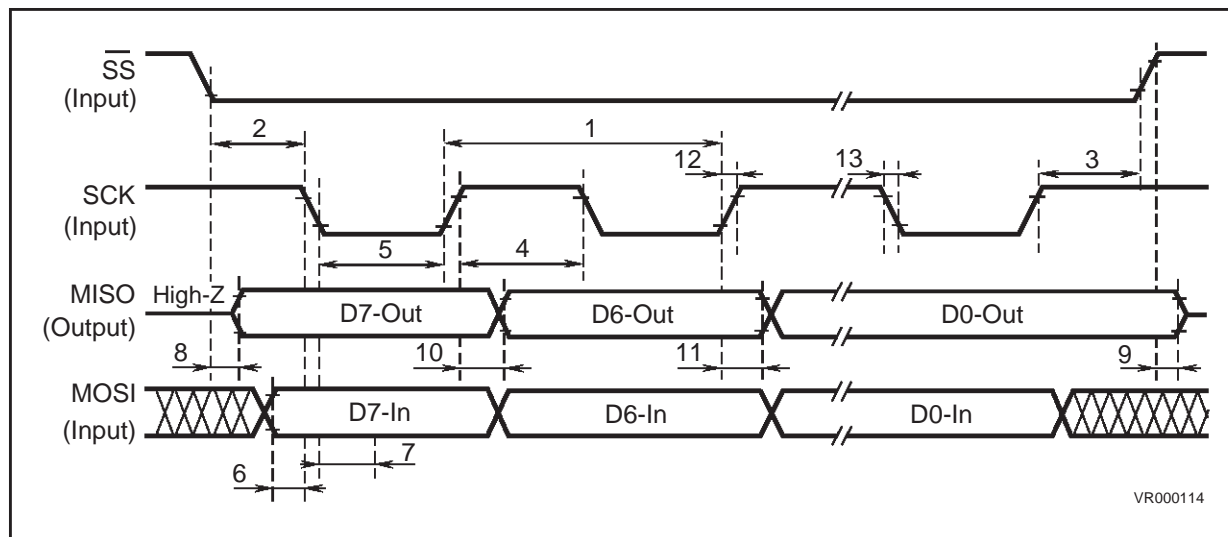 SS
(Input)
2
1
12
13
3
SCK
(Input)
5
4
MISO
High-Z
(Output)
D7-Out
D6-Out
D0-Out
8
10
11
9
MOSI
(Input)
D7-In
D6-In
D0-In
7
6
VR000114